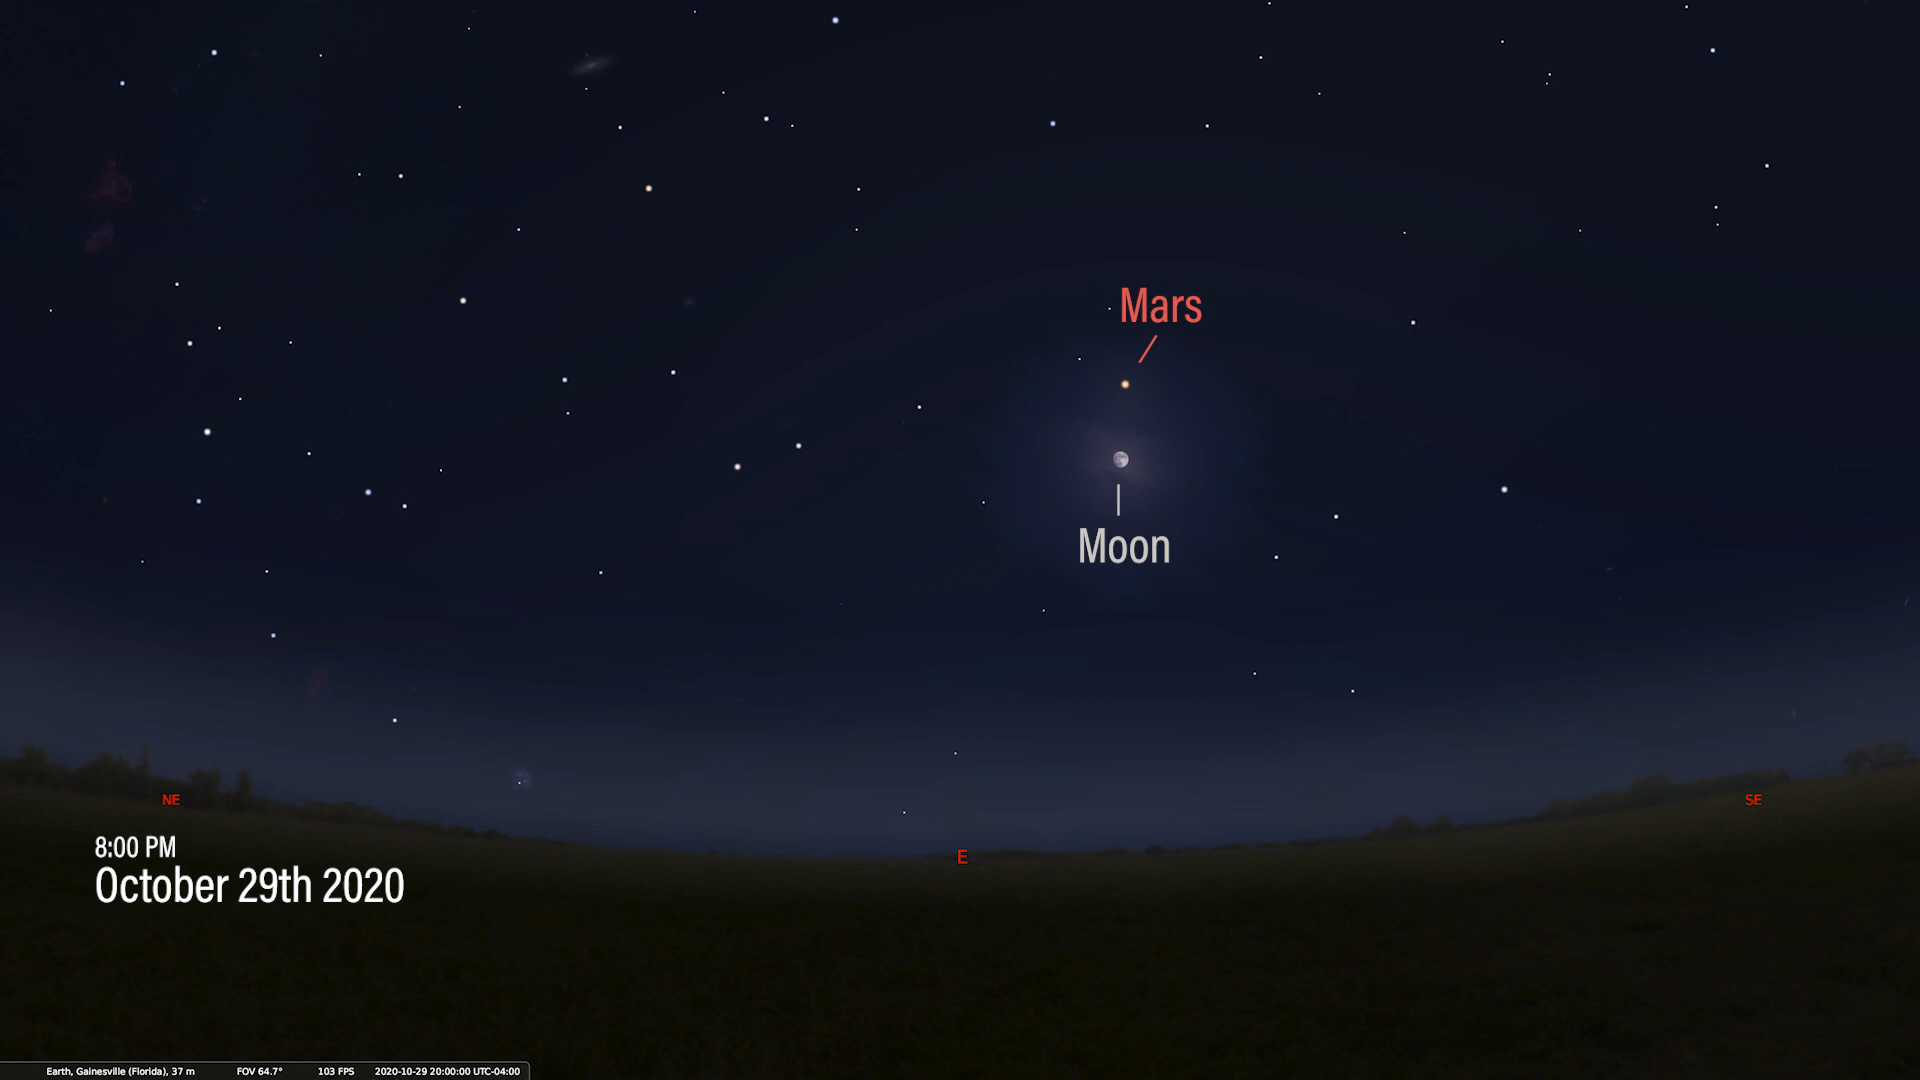 Mars
Moon
NE
SE
8:00 PM
E
October 29th 2020
Earth, Gainesville (Florida), 37 m FOV 64.7° 103 FPS 2020-10-29 20:00:00 UTC-04:00